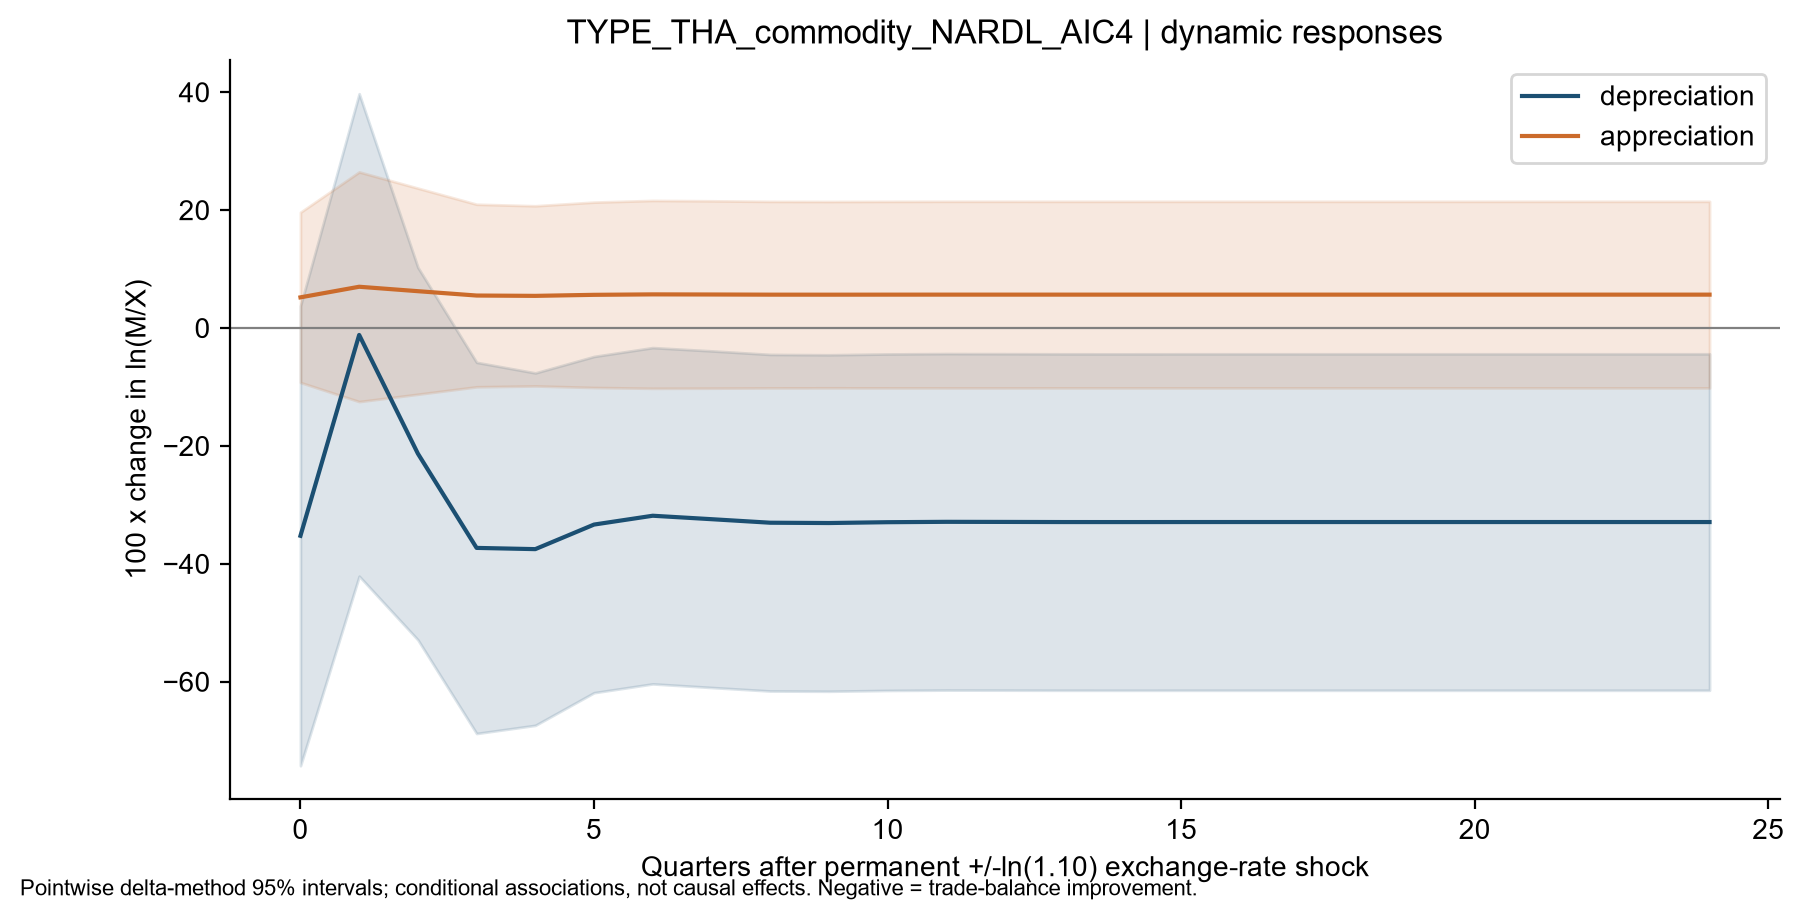 TYPE_THA_commodity_NARDL_AIC4 | dynamic responses
depreciation
appreciation
100 x change in ln(M/X)
40
20
0
−20
−40
−60
0
5
10
15
20
25
Quarters after permanent +/-ln(1.10) exchange-rate shock
Pointwise delta-method 95% intervals; conditional associations, not causal effects. Negative = trade-balance improvement.